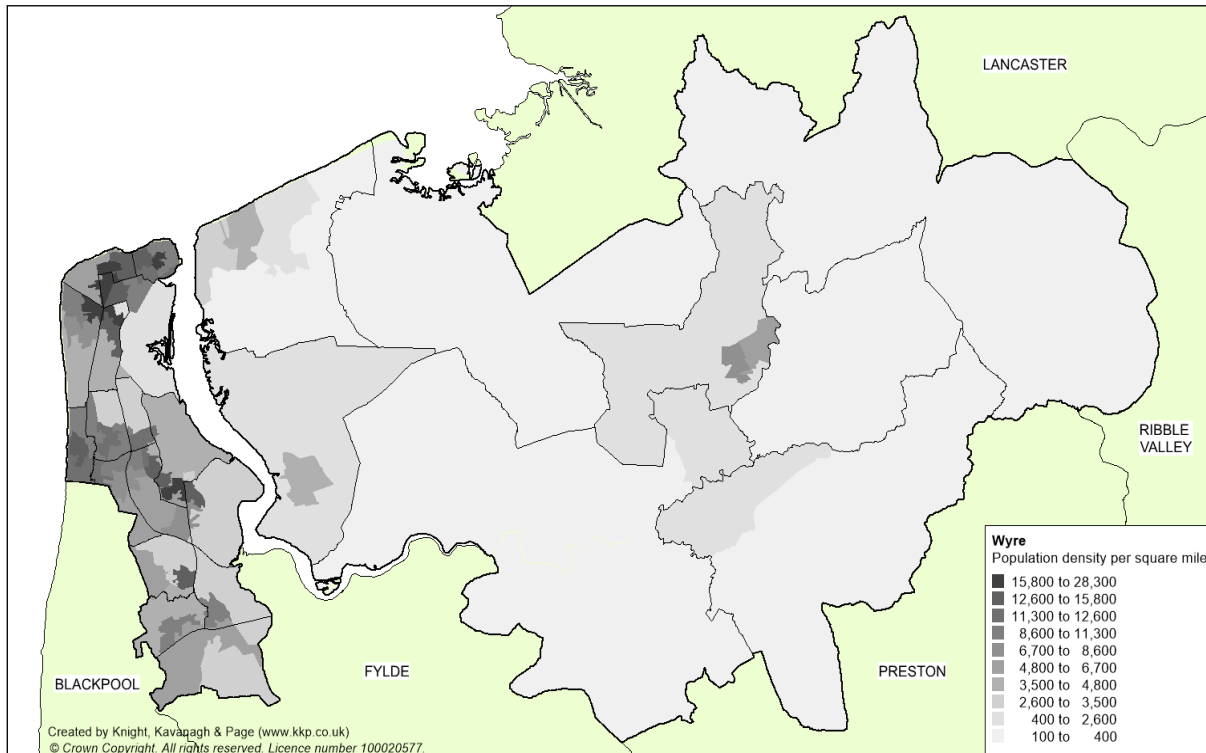 LANCASTER
RIBBLE
VALLEY
BLACKPOOL
FYLDE
PRESTON
Wyre
Population density per square mile
15,800 to 28,300
12,600 to 15,800
11,300 to 12,600
8,600 to 11,300
6,700 to 8,600
4,800 to 6,700
3,500 to 4,800
2,600 to 3,500
400 to 2,600
100 to 400
Created by Knight, Kavanagh & Page (www.kkp.co.uk)
© Crown Copyright. All rights reserved. Licence number 100020577.